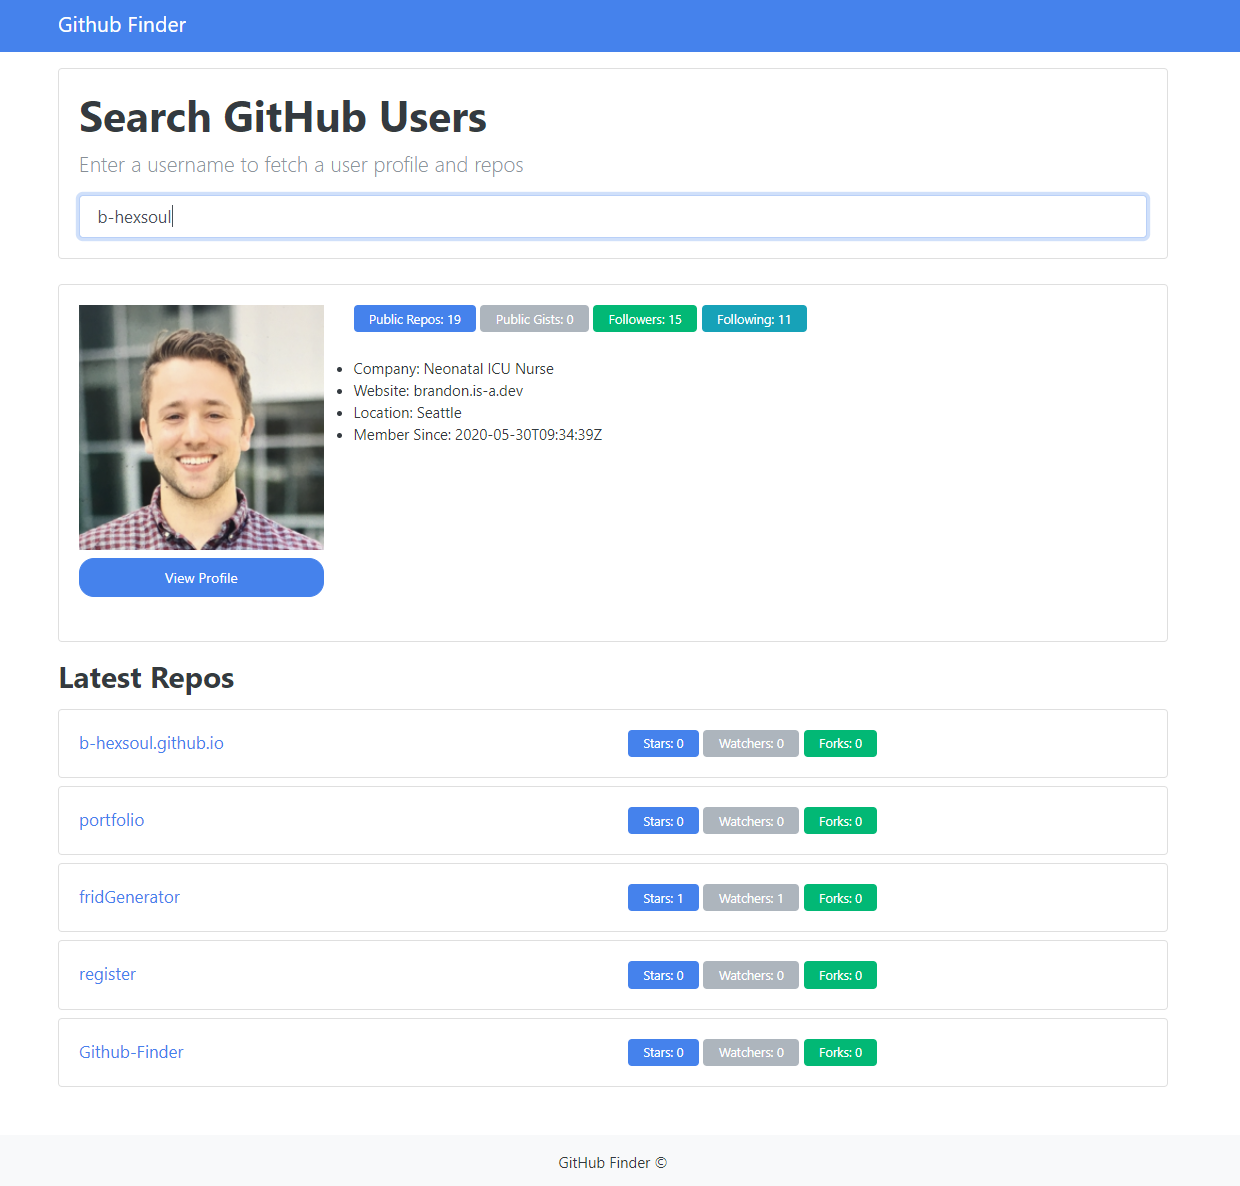 Github Finder
Search GitHub Users
Enter a username to fetch a user profile and repos
b-hexsoul
Public Repos: 19 Public Gists: 0 Followers: 15 Following: 11
Company: Neonatal ICU Nurse
Website: brandon.is-a.dev
Location: Seattle
Member Since: 2020-05-30T09:34:39Z
View Profile
Latest Repos
b-hexsoul.github.io Stars: 0 Watchers: 0 Forks: 0
portfolio Stars: 0 Watchers: 0 Forks: 0
fridGenerator Stars: 1 Watchers: 1 Forks: 0
register Stars: 0 Watchers: 0 Forks: 0
Github-Finder Stars: 0 Watchers: 0 Forks: 0
GitHub Finder ©